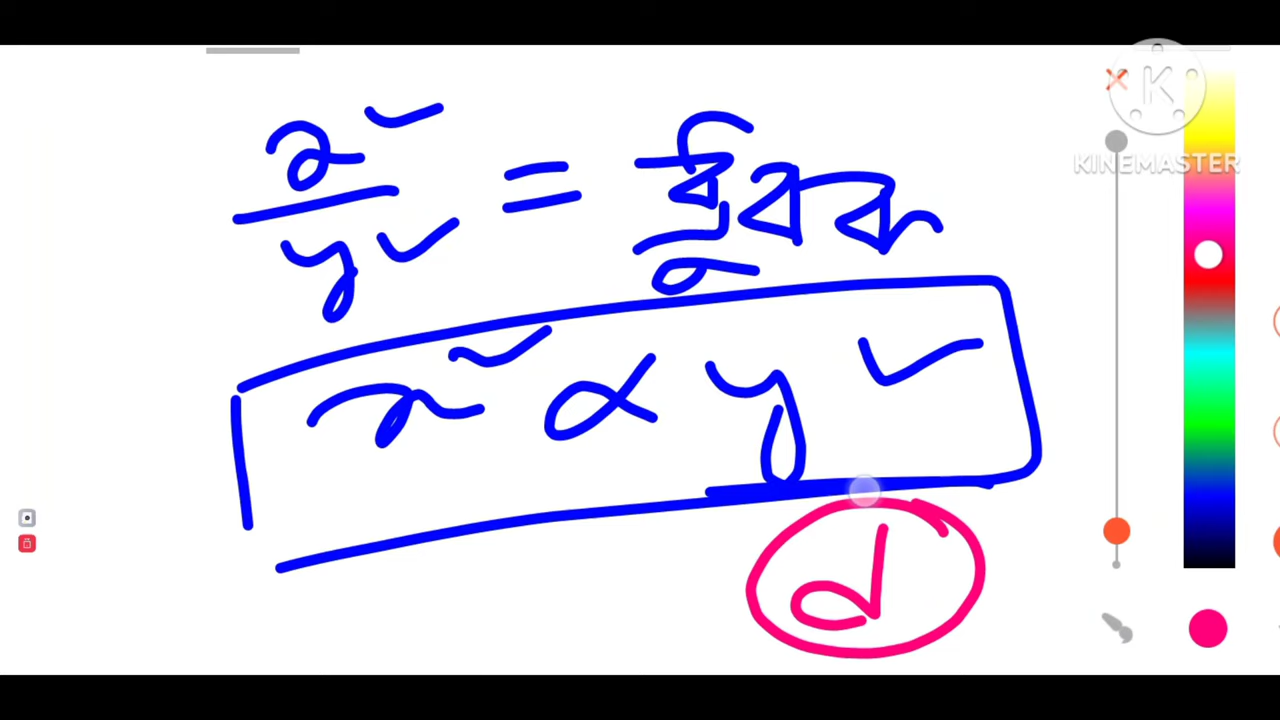 x²/y² = ধ্রুবক
x² ∝ y²
d
KINEMASTER